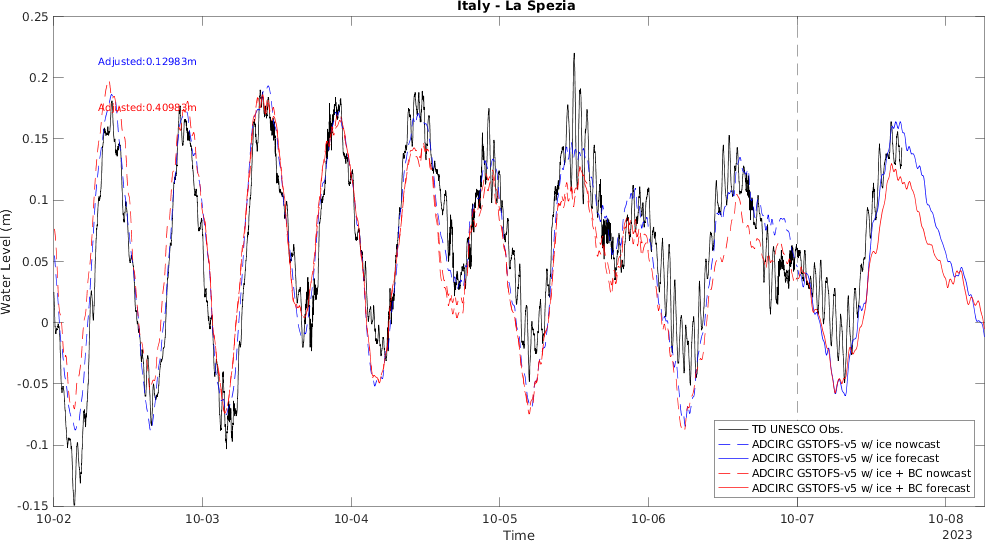 Italy - La Spezia
0.25
0.2
0.15
0.1
0.05
0
-0.05
-0.1
-0.15
Water Level (m)
Adjusted:0.12983m
Adjusted:0.40983m
TD UNESCO Obs.
ADCIRC GSTOFS-v5 w/ ice nowcast
ADCIRC GSTOFS-v5 w/ ice forecast
ADCIRC GSTOFS-v5 w/ ice + BC nowcast
ADCIRC GSTOFS-v5 w/ ice + BC forecast
10-02 10-03 10-04 10-05 10-06 10-07 10-08
Time
2023